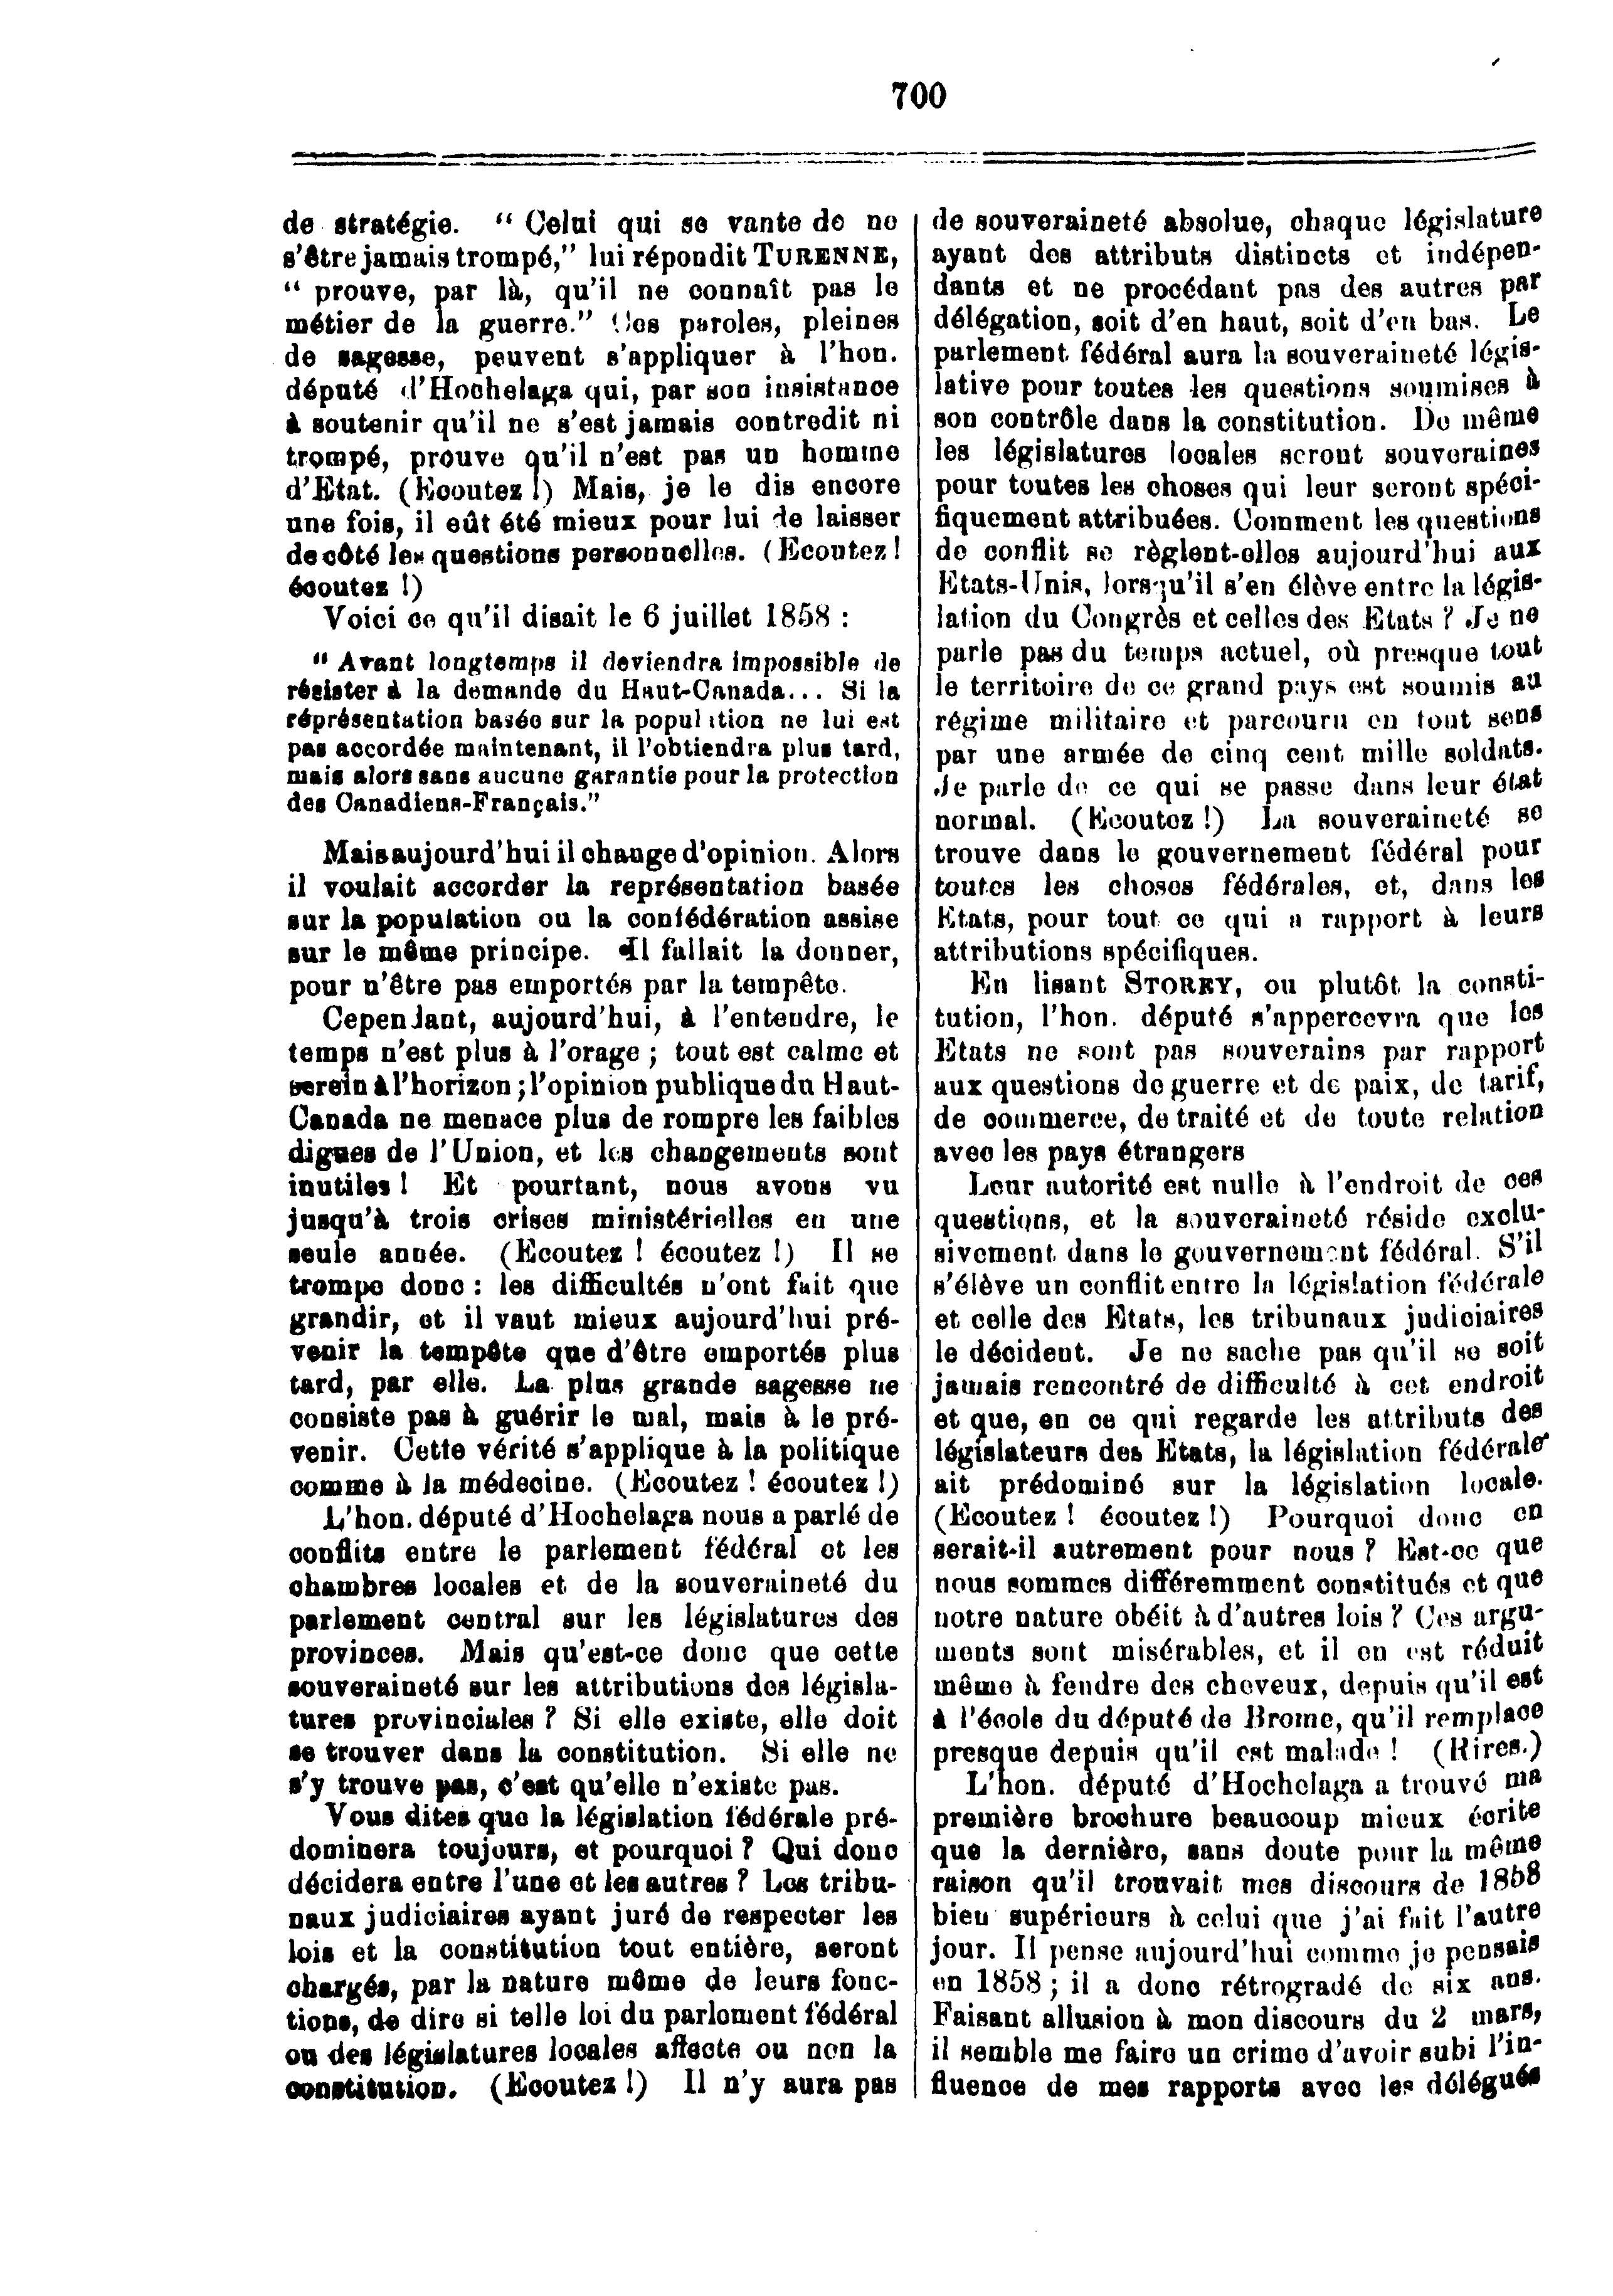 700
de stratégie. “ Celui qui se vante de ne
s'être jamais trompé,” lui répondit TURENNE,
“ prouve, par là, qu'il ne connaît pas le
métier de la guerre.” Ces paroles, pleines
de sagesse, peuvent s'appliquer à l'hon.
député d'Hochelaga qui, par son insistance
à soutenir qu'il ne s'est jamais contredit ni
trompé, prouve qu'il n'est pas un homme
d'Etat. (Ecoutez !) Mais, je le dis encore
une fois, il eût été mieux pour lui de laisser
de côté les questions personnelles. (Ecoutez !
écoutez !)
Voici ce qu'il disait le 6 juillet 1858 :
“ Avant longtemps il deviendra impossible de
résister à la demande du Haut-Canada... Si la
réprésentation basée sur la population ne lui est
pas accordée maintenant, il l'obtiendra plus tard,
mais alors sans aucune garantie pour la protection
des Canadiens-Français.”
Mais aujourd'hui il change d'opinion. Alors
il voulait accorder la représentation basée
sur la population ou la confédération assise
sur le même principe. Il fallait la donner,
pour n'être pas emportés par la tempête.
Cependant, aujourd'hui, à l'entendre, le
temps n'est plus à l'orage ; tout est calme et
serein à l'horizon ; l'opinion publique du Haut-
Canada ne menace plus de rompre les faibles
digues de l'Union, et les changements sont
inutiles ! Et pourtant, nous avons vu
jusqu'à trois crises ministérielles en une
seule année. (Ecoutez ! écoutez !) Il se
trompe donc : les difficultés n'ont fait que
grandir, et il vaut mieux aujourd'hui pré-
venir la tempête que d'être emportés plus
tard, par elle. La plus grande sagesse ne
consiste pas à guérir le mal, mais à le pré-
venir. Cette vérité s'applique à la politique
comme à la médecine. (Ecoutez ! écoutez !)
L'hon. député d'Hochelaga nous a parlé de
conflits entre le parlement fédéral et les
chambres locales et de la souveraineté du
parlement central sur les législatures des
provinces. Mais qu'est-ce donc que cette
souveraineté sur les attributions des législa-
tures provinciales ? Si elle existe, elle doit
se trouver dans la constitution. Si elle ne
s'y trouve pas, c'est qu'elle n'existe pas.
Vous dites que la législation fédérale pré-
dominera toujours, et pourquoi ? Qui donc
décidera entre l'une et les autres ? Les tribu-
naux judiciaires ayant juré de respecter les
lois et la constitution tout entière, seront
chargés, par la nature même de leurs fonc-
tions, de dire si telle loi du parlement fédéral
ou des législatures locales affecte ou non la
constitution. (Ecoutez !) Il n'y aura pas
de souveraineté absolue, chaque législature
ayant des attributs distincts et indépen-
dants et ne procédant pas des autres par
délégation, soit d'en haut, soit d'en bas. Le
parlement fédéral aura la souveraineté légis-
lative pour toutes les questions soumises à
son contrôle dans la constitution. De même
les législatures locales seront souveraines
pour toutes les choses qui leur seront spéci-
fiquement attribuées. Comment les questions
de conflit se règlent-elles aujourd'hui aux
Etats-Unis, lorsqu'il s'en élève entre la légis-
lation du Congrès et celles des Etats ? Je ne
parle pas du temps actuel, où presque tout
le territoire de ce grand pays est soumis au
régime militaire et parcouru en tout sens
par une armée de cinq cent mille soldats.
Je parle de ce qui se passe dans leur état
normal. (Ecoutez !) La souveraineté se
trouve dans le gouvernement fédéral pour
toutes les choses fédérales, et, dans les
Etats, pour tout ce qui a rapport à leurs
attributions spécifiques.
En lisant STOREY, ou plutôt la consti-
tution, l'hon. député s'appercevra que les
Etats ne sont pas souverains par rapport
aux questions de guerre et de paix, de tarif,
de commerce, de traité et de toute relation
avec les pays étrangers
Leur autorité est nulle à l'endroit de ces
questions, et la souveraineté réside exclu-
sivement dans le gouvernement fédéral. S'il
s'élève un conflit entre la législation fédérale
et celle des Etats, les tribunaux judiciaires
le décident. Je ne sache pas qu'il se soit
jamais rencontré de difficulté à cet endroit
et que, en ce qui regarde les attributs des
législateurs des Etats, la législation fédérale
ait prédominé sur la législation locale.
(Ecoutez ! écoutez !) Pourquoi donc en
serait-il autrement pour nous ? Est-ce que
nous sommes différemment constitués et que
notre nature obéit à d'autres lois ? Ces argu-
ments sont misérables, et il en est réduit
même à fendre des cheveux, depuis qu'il est
à l'école du député de Brome, qu'il remplace
presque depuis qu'il est malade ! (Rires.)
L'hon. député d'Hochelaga a trouvé ma
première brochure beaucoup mieux écrite
que la dernière, sans doute pour la même
raison qu'il trouvait mes discours de 1858
bien supérieurs à celui que j'ai fait l'autre
jour. Il pense aujourd'hui comme je pensais
en 1858 ; il a donc rétrogradé de six ans.
Faisant allusion à mon discours du 2 mars,
il semble me faire un crime d'avoir subi l'in-
fluence de mes rapports avec les délégués